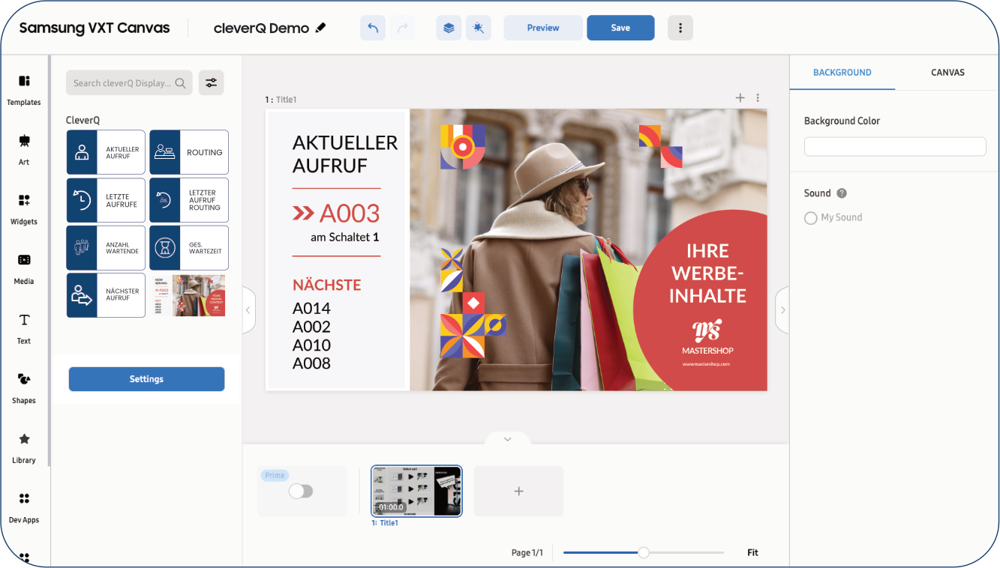 Samsung VXT Canvas
cleverQ Demo
Preview
Save
Templates
Art
Widgets
Media
Text
Shapes
Library
Dev Apps
Search cleverQ Display...
CleverQ
AKTUELLER
AUFRUF
ROUTING
LETZTE
AUFRUFE
LETZTER
AUFRUF
ROUTING
ANZAHL
WARTENDE
GES.
WARTEZEIT
NÄCHSTER
AUFRUF
Settings
1 : Title1
AKTUELLER
AUFRUF
A003
am Schaltet 1
NÄCHSTE
A014
A002
A010
A008
IHRE
WERBE-
INHALTE
MASTERSHOP
www.mastershop.com
Prime
01:00.0
1: Title1
Page 1/1
Fit
BACKGROUND
CANVAS
Background Color
Sound ?
My Sound